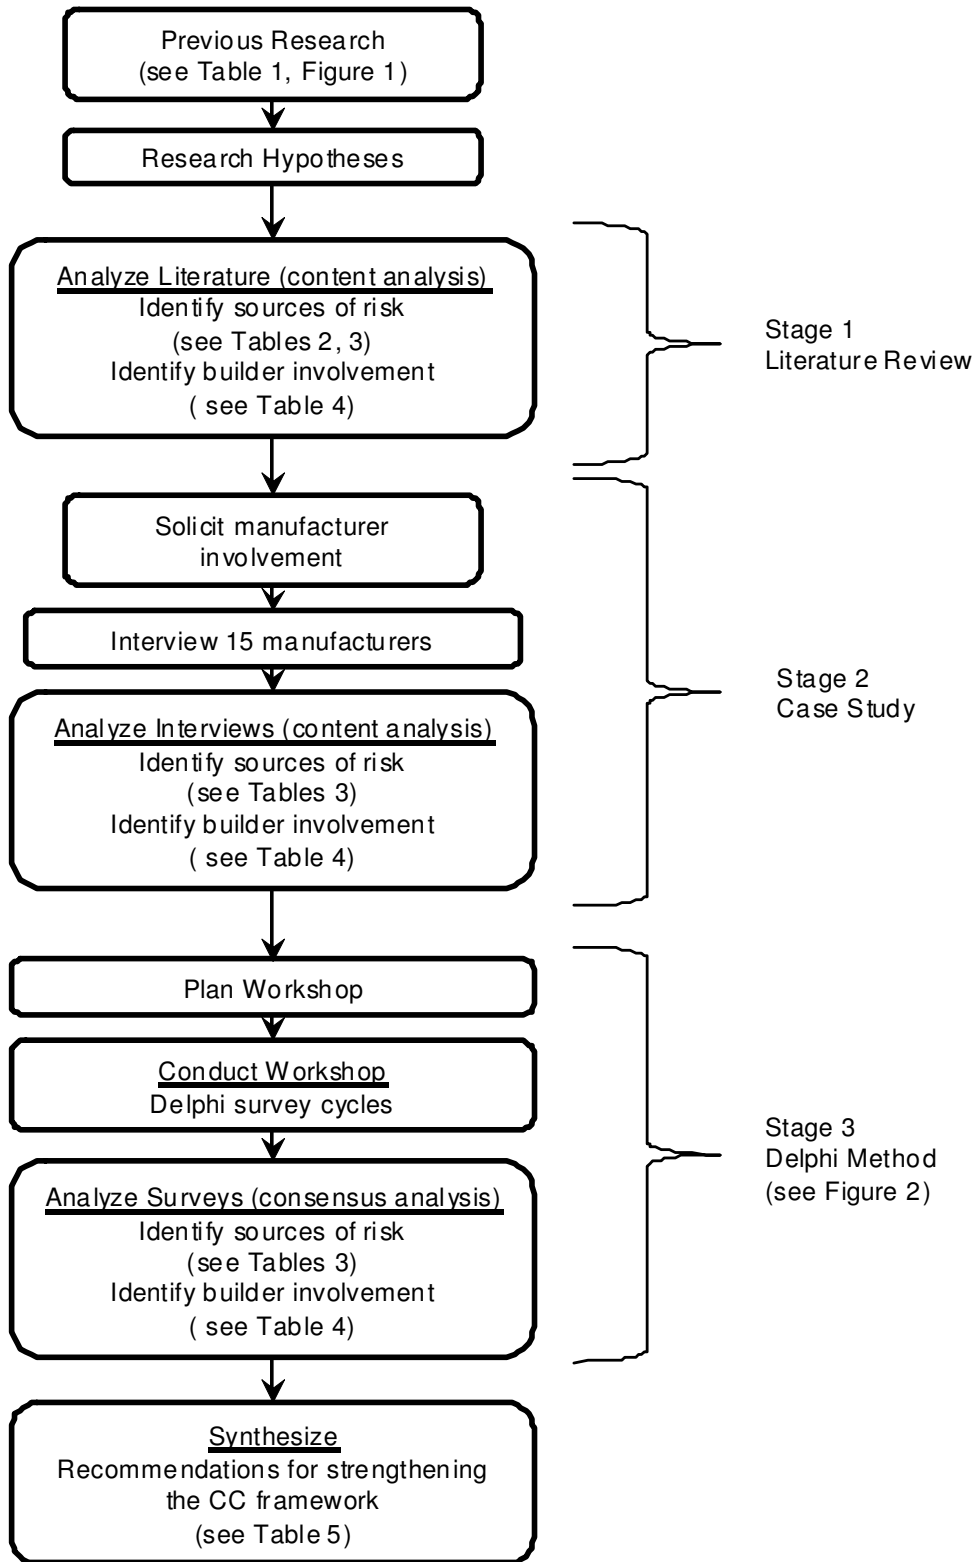 Previous Research
(see Table 1, Figure 1)
Research Hypotheses
Analyze Literature (content analysis)
Identify sources of risk
(see Tables 2, 3)
Identify builder involvement
( see Table 4)
Stage 1
Literature Review
Solicit manufacturer
involvement
Interview 15 manufacturers
Analyze Interviews (content analysis)
Identify sources of risk
(see Tables 3)
Identify builder involvement
( see Table 4)
Stage 2
Case Study
Plan Workshop
Conduct Workshop
Delphi survey cycles
Analyze Surveys (consensus analysis)
Identify sources of risk
(see Tables 3)
Identify builder involvement
( see Table 4)
Stage 3
Delphi Method
(see Figure 2)
Synthesize
Recommendations for strengthening
the CC framework
(see Table 5)